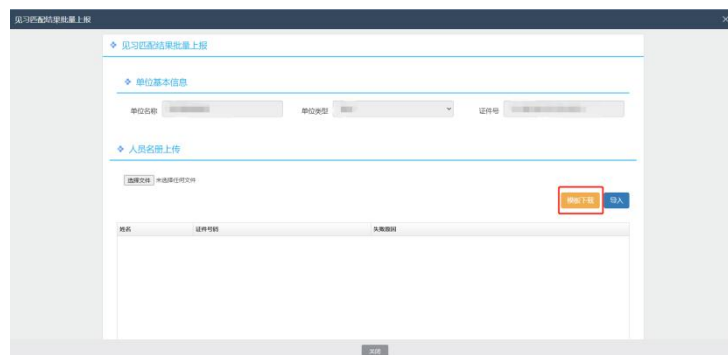 见习匹配结果批量上报
见习匹配结果批量上报
单位基本信息
单位名称 单位类型 证件号
人员名册上传
选择文件 未选择任何文件
模板下载 导入
姓名 证件号码 失败原因
关闭